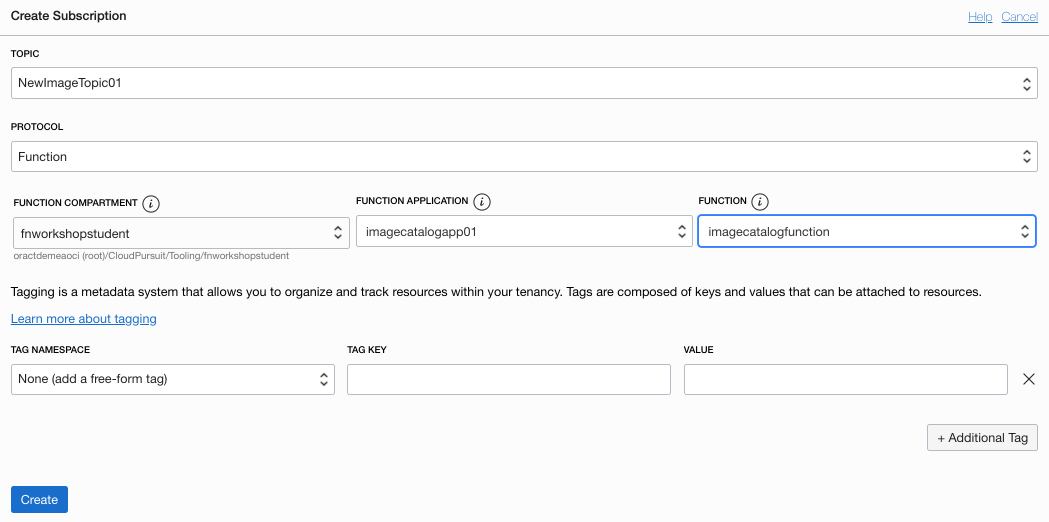 Create Subscription
Help Cancel
TOPIC
NewImageTopic01
PROTOCOL
Function
FUNCTION COMPARTMENT i FUNCTION APPLICATION i FUNCTION i
fnworkshopstudent imagecatalogapp01 imagecatalogfunction
oractdemeaoci (root)/CloudPursuit/Tooling/fnworkshopstudent
Tagging is a metadata system that allows you to organize and track resources within your tenancy. Tags are composed of keys and values that can be attached to resources.
Learn more about tagging
TAG NAMESPACE TAG KEY VALUE
None (add a free-form tag)
+ Additional Tag
Create